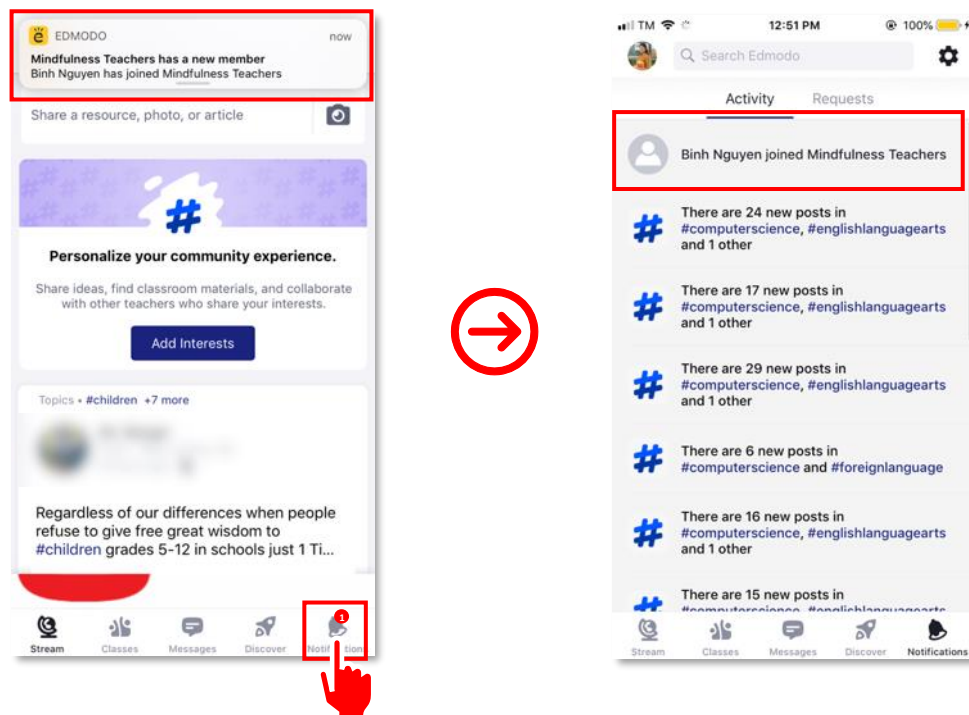 EDMODO
now
Mindfulness Teachers has a new member
Binh Nguyen has joined Mindfulness Teachers
Share a resource, photo, or article
Personalize your community experience.
Share ideas, find classroom materials, and collaborate
with other teachers who share your interests.
Add Interests
Topics • #children +7 more
Regardless of our differences when people
refuse to give free great wisdom to
#children grades 5-12 in schools just 1 Ti...
1
Stream Classes Messages Discover
TM 12:51 PM 100%
Search Edmodo
Activity Requests
Binh Nguyen joined Mindfulness Teachers
There are 24 new posts in
#computerscience, #englishlanguagearts
and 1 other
There are 17 new posts in
#computerscience, #englishlanguagearts
and 1 other
There are 29 new posts in
#computerscience, #englishlanguagearts
and 1 other
There are 6 new posts in
#computerscience and #foreignlanguage
There are 16 new posts in
#computerscience, #englishlanguagearts
and 1 other
There are 15 new posts in
#computerscience, #englishlanguagearts
Stream Classes Messages Discover Notifications